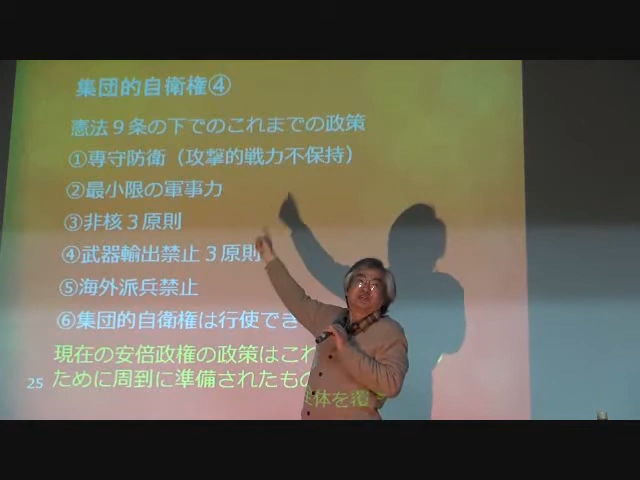 集団的自衛権④
憲法９条の下でのこれまでの政策
①専守防衛（攻撃的戦力不保持）
②最小限の軍事力
③非核３原則
④武器輸出禁止３原則
⑤海外派兵禁止
⑥集団的自衛権は行使でき
現在の安倍政権の政策はこれ
ために周到に準備されたもの
体を覆す
25